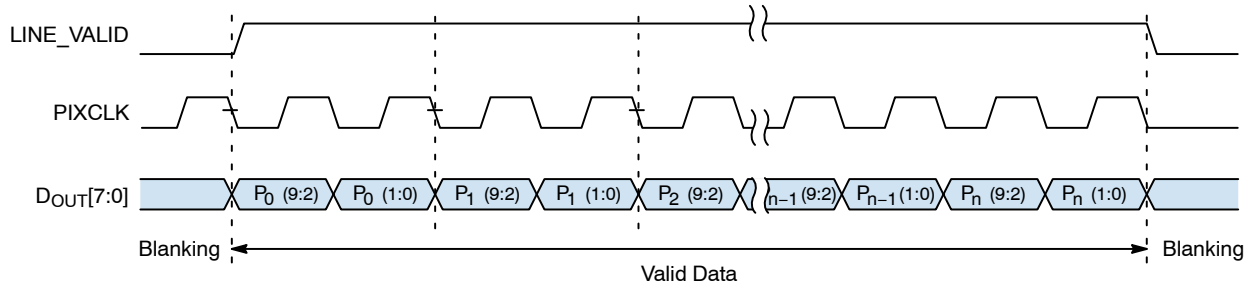 LINE_VALID
PIXCLK
DOUT[7:0] P0 (9:2) P0 (1:0) P1 (9:2) P1 (1:0) P2 (9:2) n−1 (9:2) Pn−1 (1:0) Pn (9:2) Pn (1:0)
Blanking Valid Data Blanking